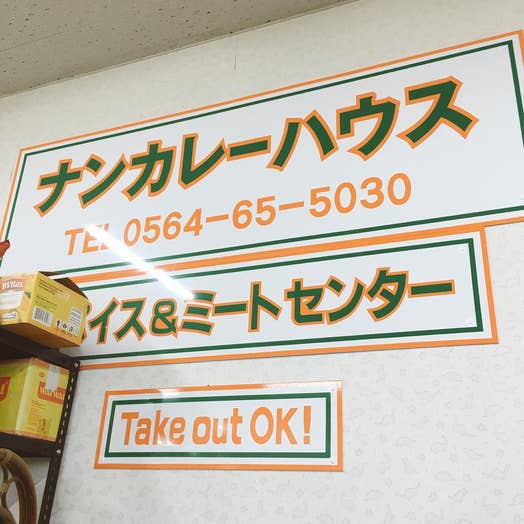 ナンカレーハウス
TEL 0564-65-5030
イス&ミートセンター
Take out OK!